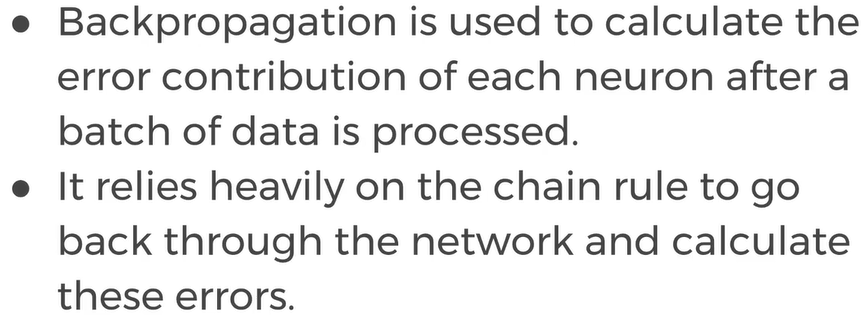 ● Backpropagation is used to calculate the
error contribution of each neuron after a
batch of data is processed.
● It relies heavily on the chain rule to go
back through the network and calculate
these errors.